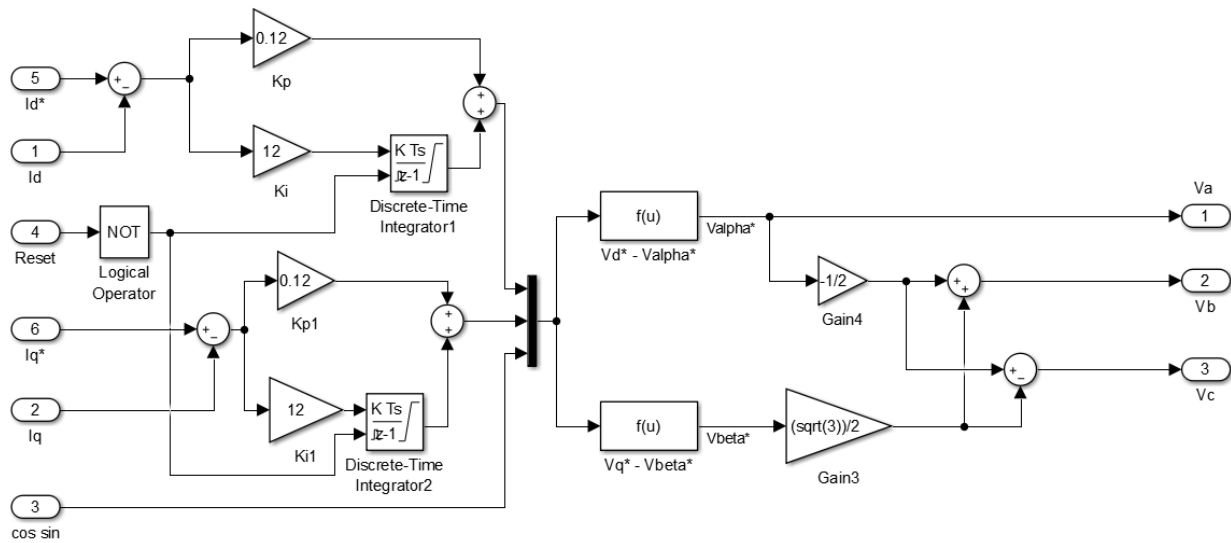 5
Id*
1
Id
4
Reset
NOT
Logical
Operator
6
Iq*
2
Iq
3
cos sin
+
−
0.12
Kp
12
Ki
K Ts
z-1
Discrete-Time
Integrator1
+
+
+
−
0.12
Kp1
12
Ki1
K Ts
z-1
Discrete-Time
Integrator2
+
+
f(u)
Vd* - Valpha*
Valpha*
f(u)
Vq* - Vbeta*
Vbeta*
-1/2
Gain4
(sqrt(3))/2
Gain3
+
+
+
−
Va
1
2
Vb
3
Vc